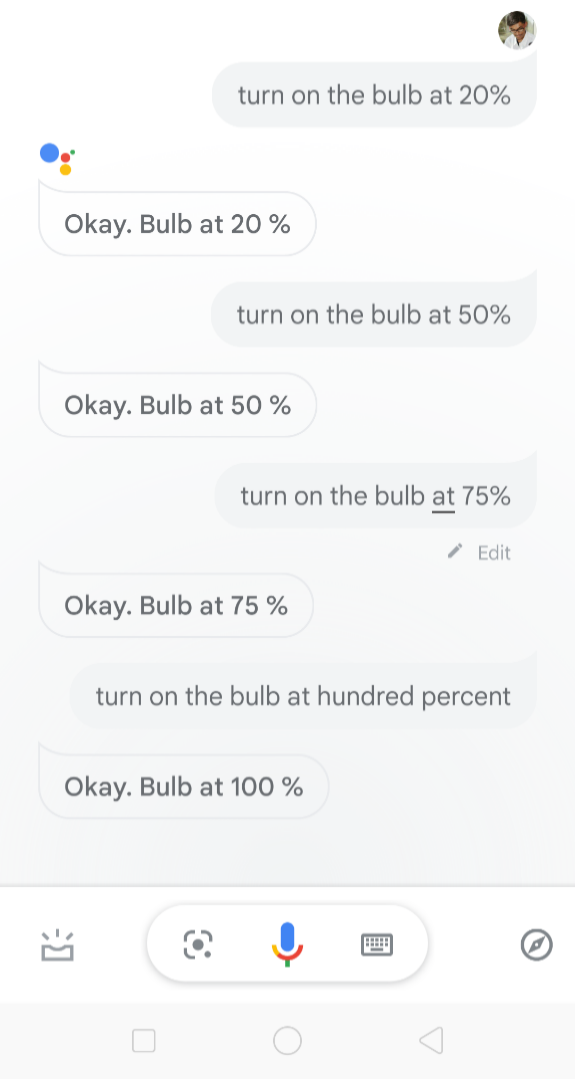 turn on the bulb at 20%
Okay. Bulb at 20 %
turn on the bulb at 50%
Okay. Bulb at 50 %
turn on the bulb at 75%
Edit
Okay. Bulb at 75 %
turn on the bulb at hundred percent
Okay. Bulb at 100 %